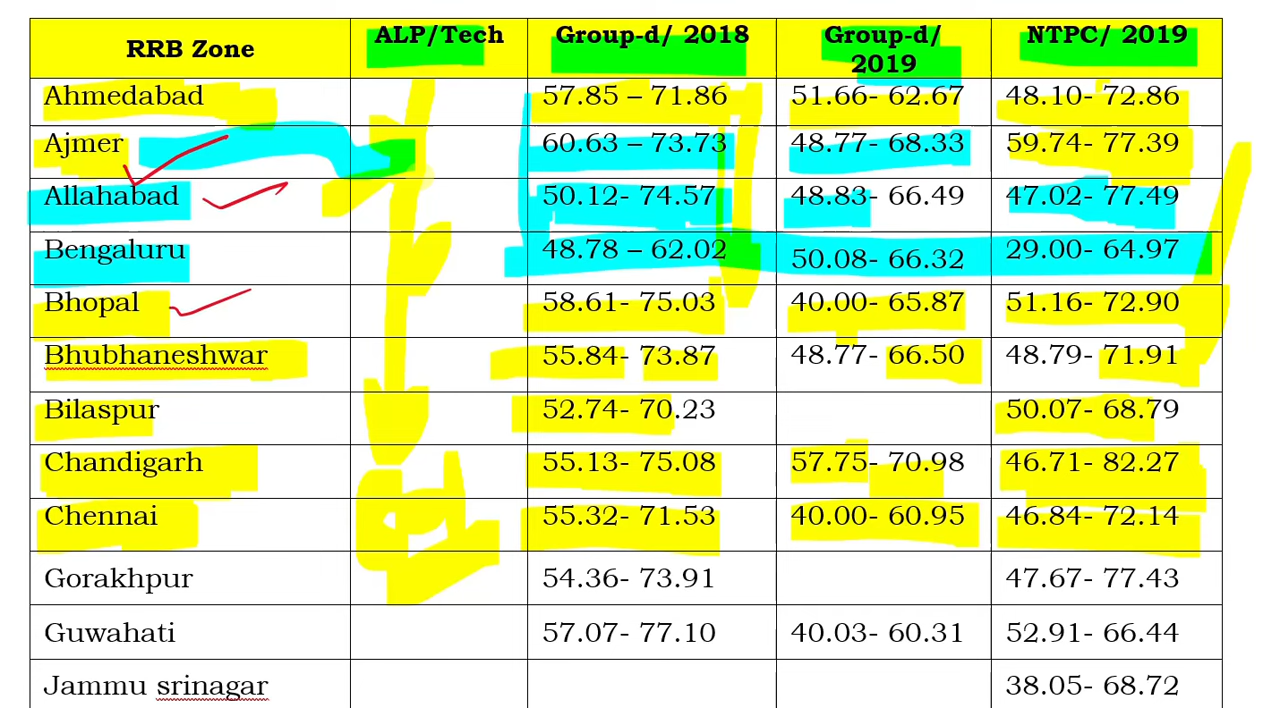 RRB Zone ALP/Tech Group-d/ 2018 Group-d/ 2019 NTPC/ 2019
Ahmedabad 57.85 – 71.86 51.66- 62.67 48.10- 72.86
Ajmer 60.63 – 73.73 48.77- 68.33 59.74- 77.39
Allahabad 50.12- 74.57 48.83- 66.49 47.02- 77.49
Bengaluru 48.78 – 62.02 50.08- 66.32 29.00- 64.97
Bhopal 58.61- 75.03 40.00- 65.87 51.16- 72.90
Bhubhaneshwar 55.84- 73.87 48.77- 66.50 48.79- 71.91
Bilaspur 52.74- 70.23 50.07- 68.79
Chandigarh 55.13- 75.08 57.75- 70.98 46.71- 82.27
Chennai 55.32- 71.53 40.00- 60.95 46.84- 72.14
Gorakhpur 54.36- 73.91 47.67- 77.43
Guwahati 57.07- 77.10 40.03- 60.31 52.91- 66.44
Jammu srinagar 38.05- 68.72